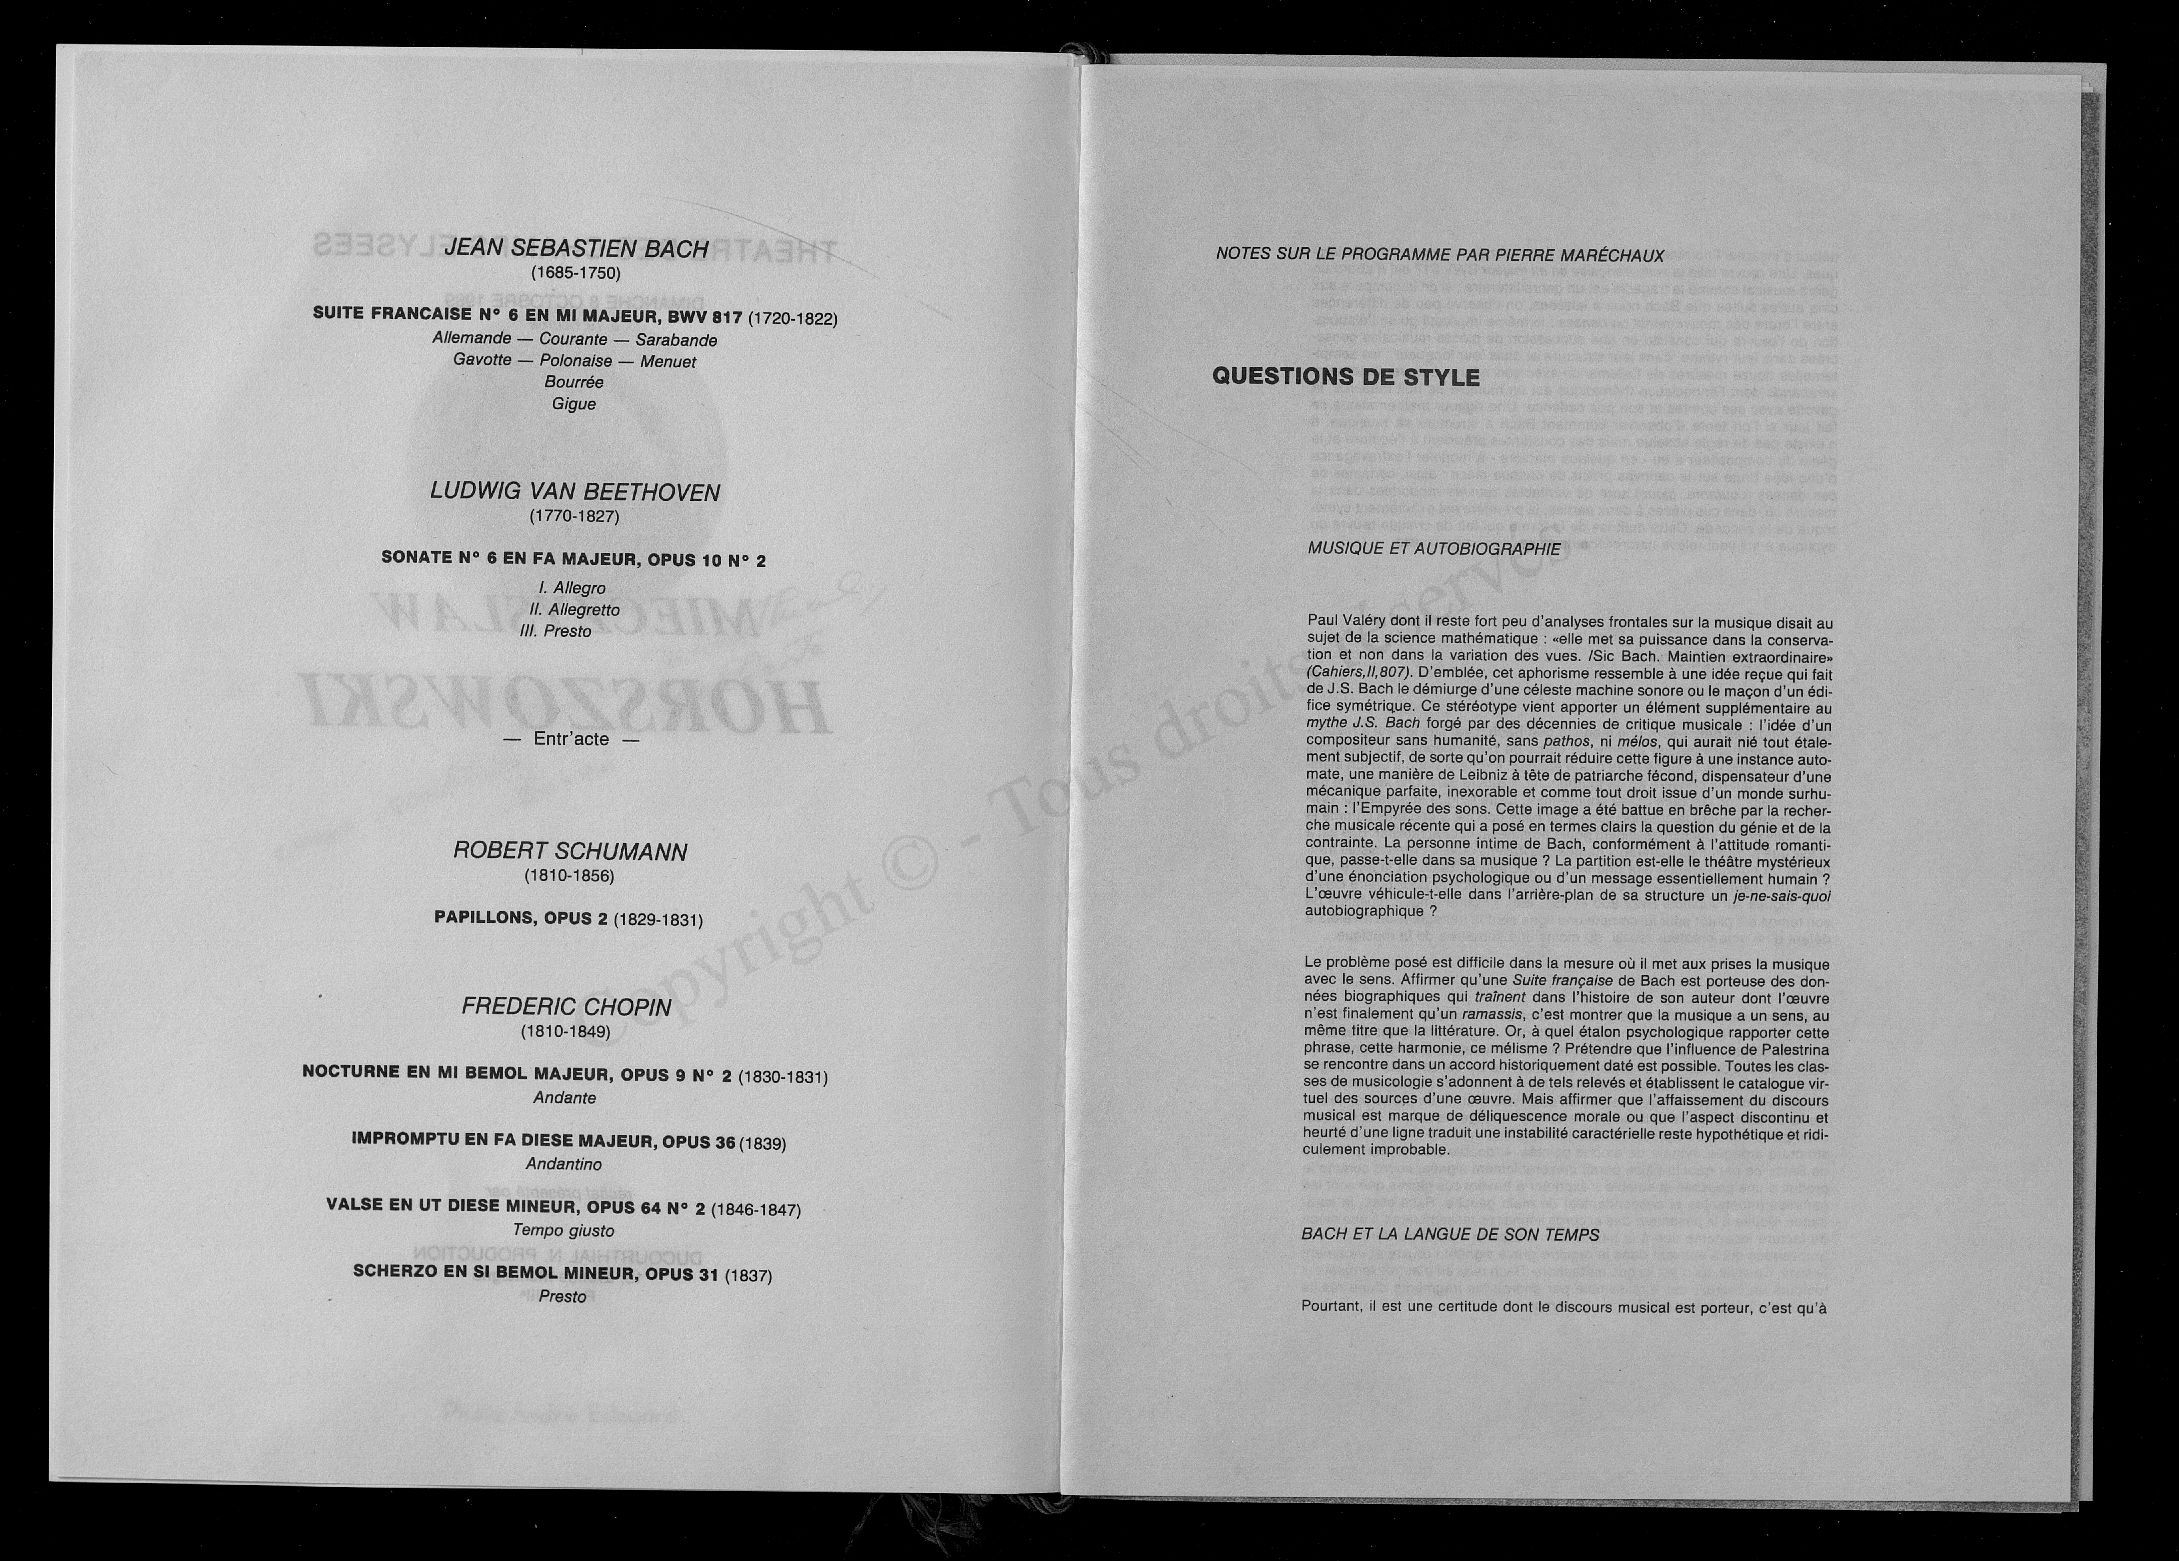 JEAN SEBASTIEN BACH
(1685-1750)
SUITE FRANCAISE N° 6 EN MI MAJEUR, BWV 817 (1720-1822)
Allemande — Courante — Sarabande
Gavotte — Polonaise — Menuet
Bourrée
Gigue
LUDWIG VAN BEETHOVEN
(1770-1827)
SONATE N° 6 EN FA MAJEUR, OPUS 10 N° 2
I. Allegro
II. Allegretto
III. Presto
— Entr'acte —
ROBERT SCHUMANN
(1810-1856)
PAPILLONS, OPUS 2 (1829-1831)
FREDERIC CHOPIN
(1810-1849)
NOCTURNE EN MI BEMOL MAJEUR, OPUS 9 N° 2 (1830-1831)
Andante
IMPROMPTU EN FA DIESE MAJEUR, OPUS 36 (1839)
Andantino
VALSE EN UT DIESE MINEUR, OPUS 64 N° 2 (1846-1847)
Tempo giusto
SCHERZO EN SI BEMOL MINEUR, OPUS 31 (1837)
Presto
NOTES SUR LE PROGRAMME PAR PIERRE MARÉCHAUX
QUESTIONS DE STYLE
MUSIQUE ET AUTOBIOGRAPHIE
Paul Valéry dont il reste fort peu d'analyses frontales sur la musique disait au
sujet de la science mathématique : «elle met sa puissance dans la conserva-
tion et non dans la variation des vues. /Sic Bach. Maintien extraordinaire»
(Cahiers,II,807). D'emblée, cet aphorisme ressemble à une idée reçue qui fait
de J.S. Bach le démiurge d'une céleste machine sonore ou le maçon d'un édi-
fice symétrique. Ce stéréotype vient apporter un élément supplémentaire au
mythe J.S. Bach forgé par des décennies de critique musicale : l'idée d'un
compositeur sans humanité, sans pathos, ni mélos, qui aurait nié tout étale-
ment subjectif, de sorte qu'on pourrait réduire cette figure à une instance auto-
mate, une manière de Leibniz à tête de patriarche fécond, dispensateur d'une
mécanique parfaite, inexorable et comme tout droit issue d'un monde surhu-
main : l'Empyrée des sons. Cette image a été battue en brêche par la recher-
che musicale récente qui a posé en termes clairs la question du génie et de la
contrainte. La personne intime de Bach, conformément à l'attitude romanti-
que, passe-t-elle dans sa musique ? La partition est-elle le théâtre mystérieux
d'une énonciation psychologique ou d'un message essentiellement humain ?
L'œuvre véhicule-t-elle dans l'arrière-plan de sa structure un je-ne-sais-quoi
autobiographique ?
Le problème posé est difficile dans la mesure où il met aux prises la musique
avec le sens. Affirmer qu'une Suite française de Bach est porteuse des don-
nées biographiques qui traînent dans l'histoire de son auteur dont l'œuvre
n'est finalement qu'un ramassis, c'est montrer que la musique a un sens, au
même titre que la littérature. Or, à quel étalon psychologique rapporter cette
phrase, cette harmonie, ce mélisme ? Prétendre que l'influence de Palestrina
se rencontre dans un accord historiquement daté est possible. Toutes les clas-
ses de musicologie s'adonnent à de tels relevés et établissent le catalogue vir-
tuel des sources d'une œuvre. Mais affirmer que l'affaissement du discours
musical est marque de déliquescence morale ou que l'aspect discontinu et
heurté d'une ligne traduit une instabilité caractérielle reste hypothétique et ridi-
culement improbable.
BACH ET LA LANGUE DE SON TEMPS
Pourtant, il est une certitude dont le discours musical est porteur, c'est qu'à
Copyright © - Tous droits réservés